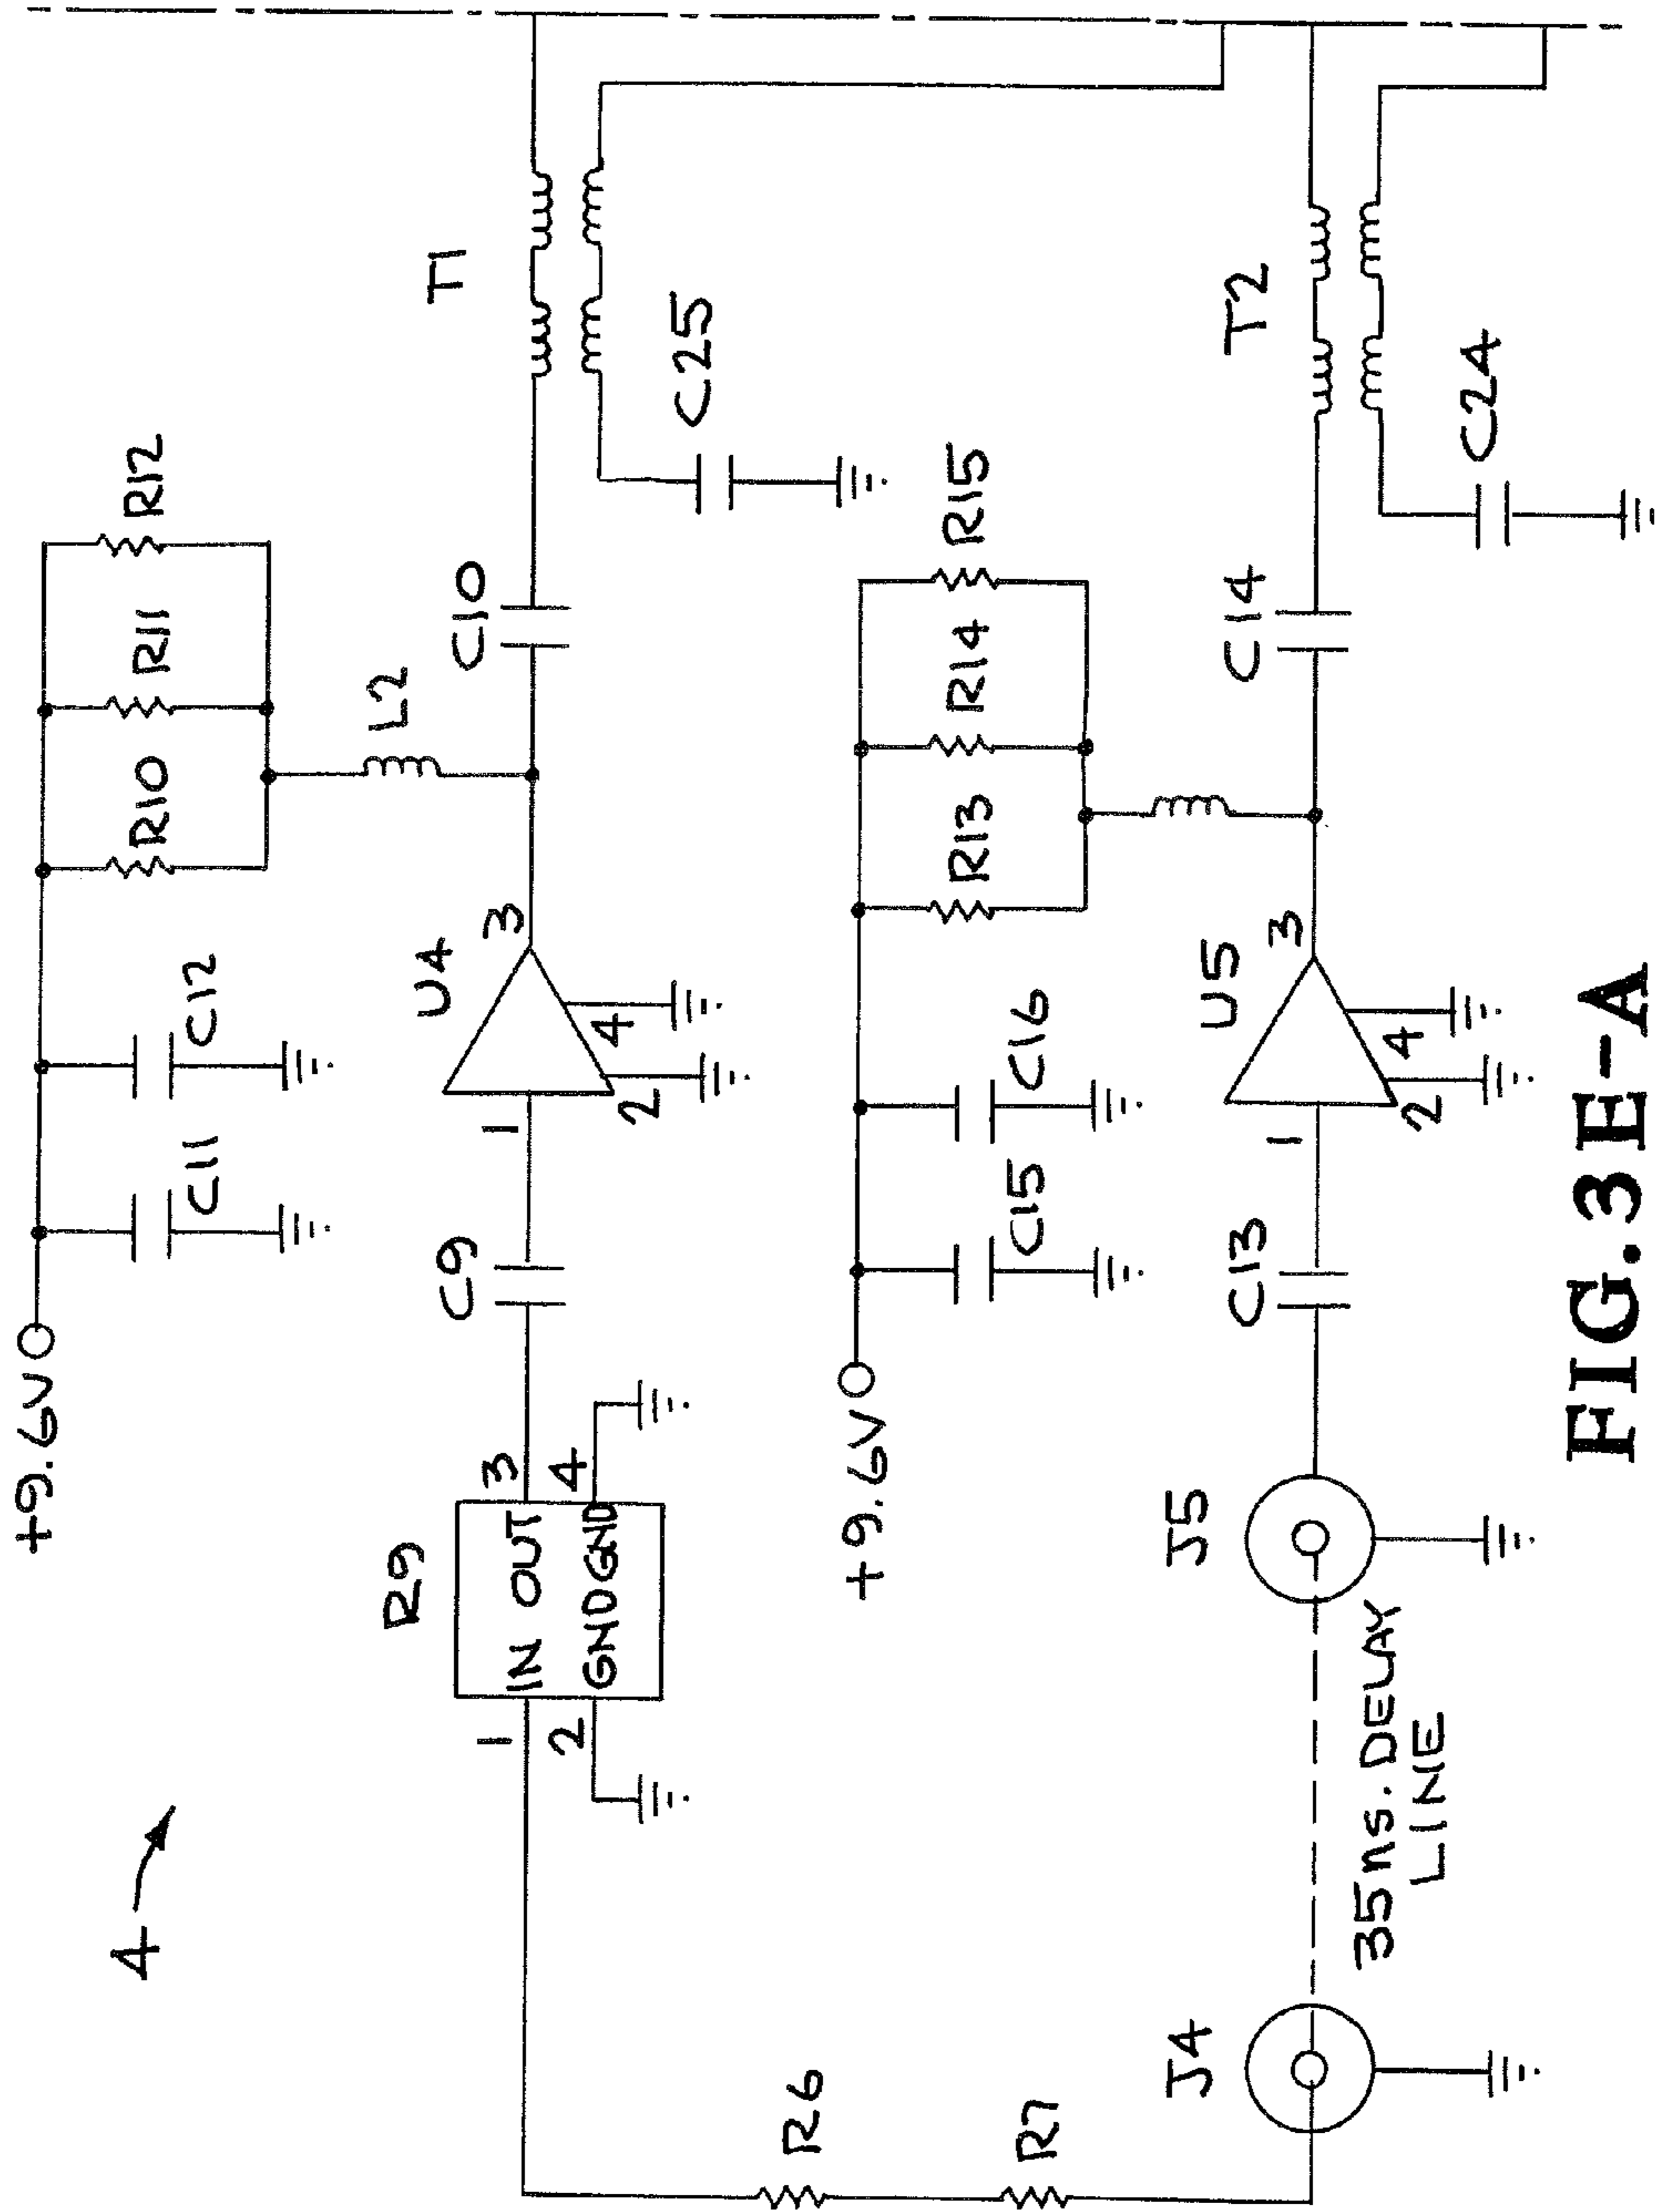 4
+9.6V
C11
C12
R10
R11
R12
L2
R9
1
IN OUT
3
2
GND GND
4
C9
1
U4
3
2
4
C10
T1
C25
R6
R7
+9.6V
C15
C16
R13
R14
R15
J4
35ns. DELAY
LINE
J5
C13
1
U5
3
2
4
C14
T2
C24
FIG. 3E-A